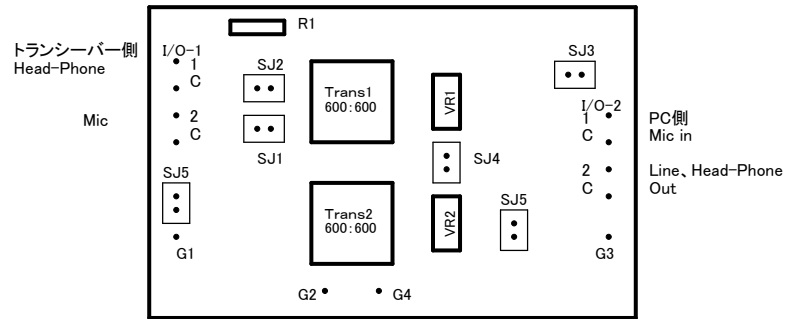 R1
トランシーバー側
Head-Phone
Mic
I/O-1
1
C
2
C
SJ2
SJ1
Trans1
600:600
VR1
SJ3
SJ4
I/O-2
1
C
2
C
PC側
Mic in
Line、Head-Phone
Out
SJ5
G1
Trans2
600:600
VR2
SJ5
G3
G2
G4